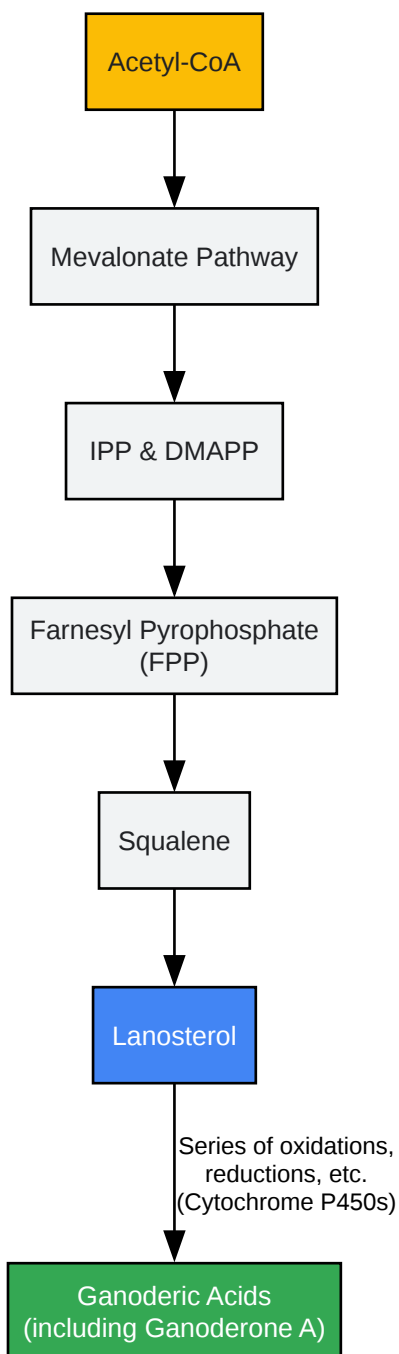 Acetyl-CoA
Mevalonate Pathway
IPP & DMAPP
Farnesyl Pyrophosphate
(FPP)
Squalene
Lanosterol
Series of oxidations,
reductions, etc.
(Cytochrome P450s)
Ganoderic Acids
(including Ganoderone A)